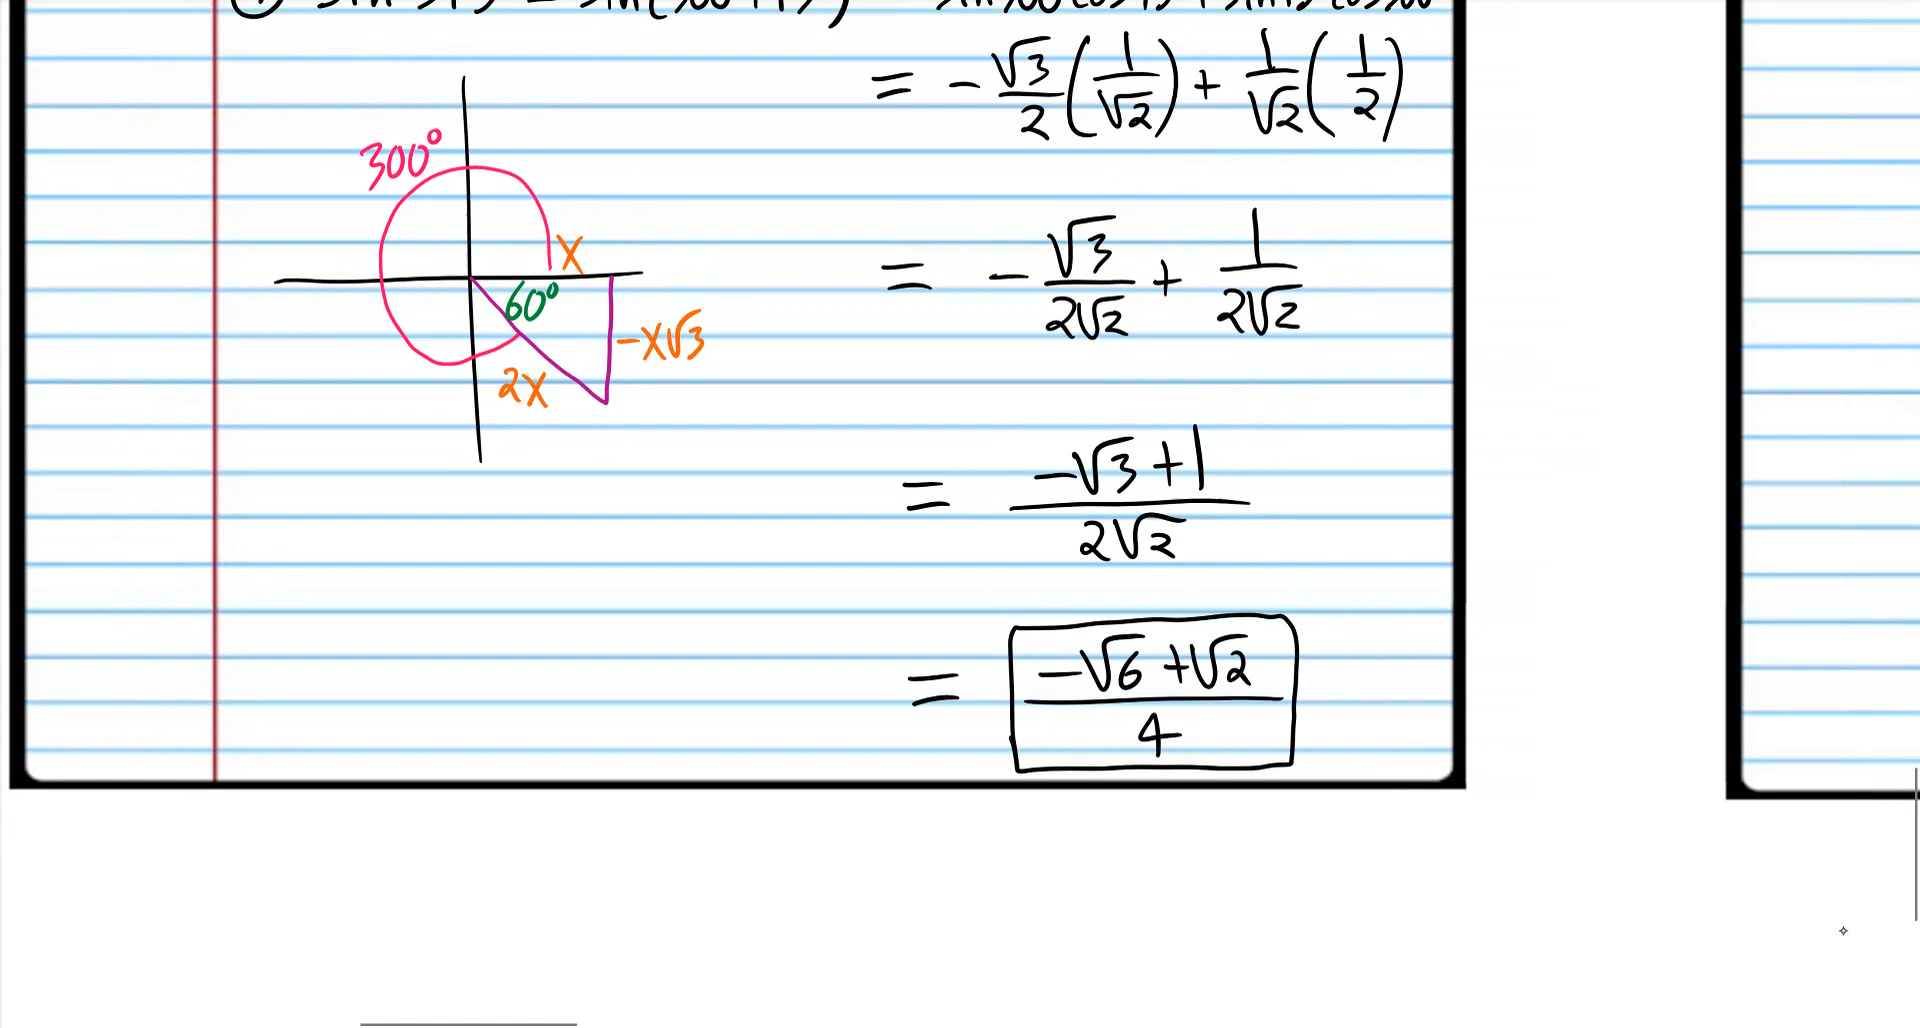 = -√3/2 (1/√2) + 1/√2 (1/2)
300°
x
60°
= -√3/2√2 + 1/2√2
-x√3
2x
= -√3+1/2√2
= -√6+√2/4